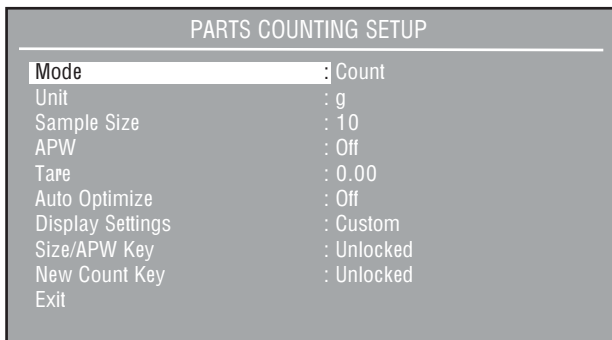 PARTS COUNTING SETUP
Mode : Count
Unit : g
Sample Size : 10
APW : Off
Tare : 0.00
Auto Optimize : Off
Display Settings : Custom
Size/APW Key : Unlocked
New Count Key : Unlocked
Exit